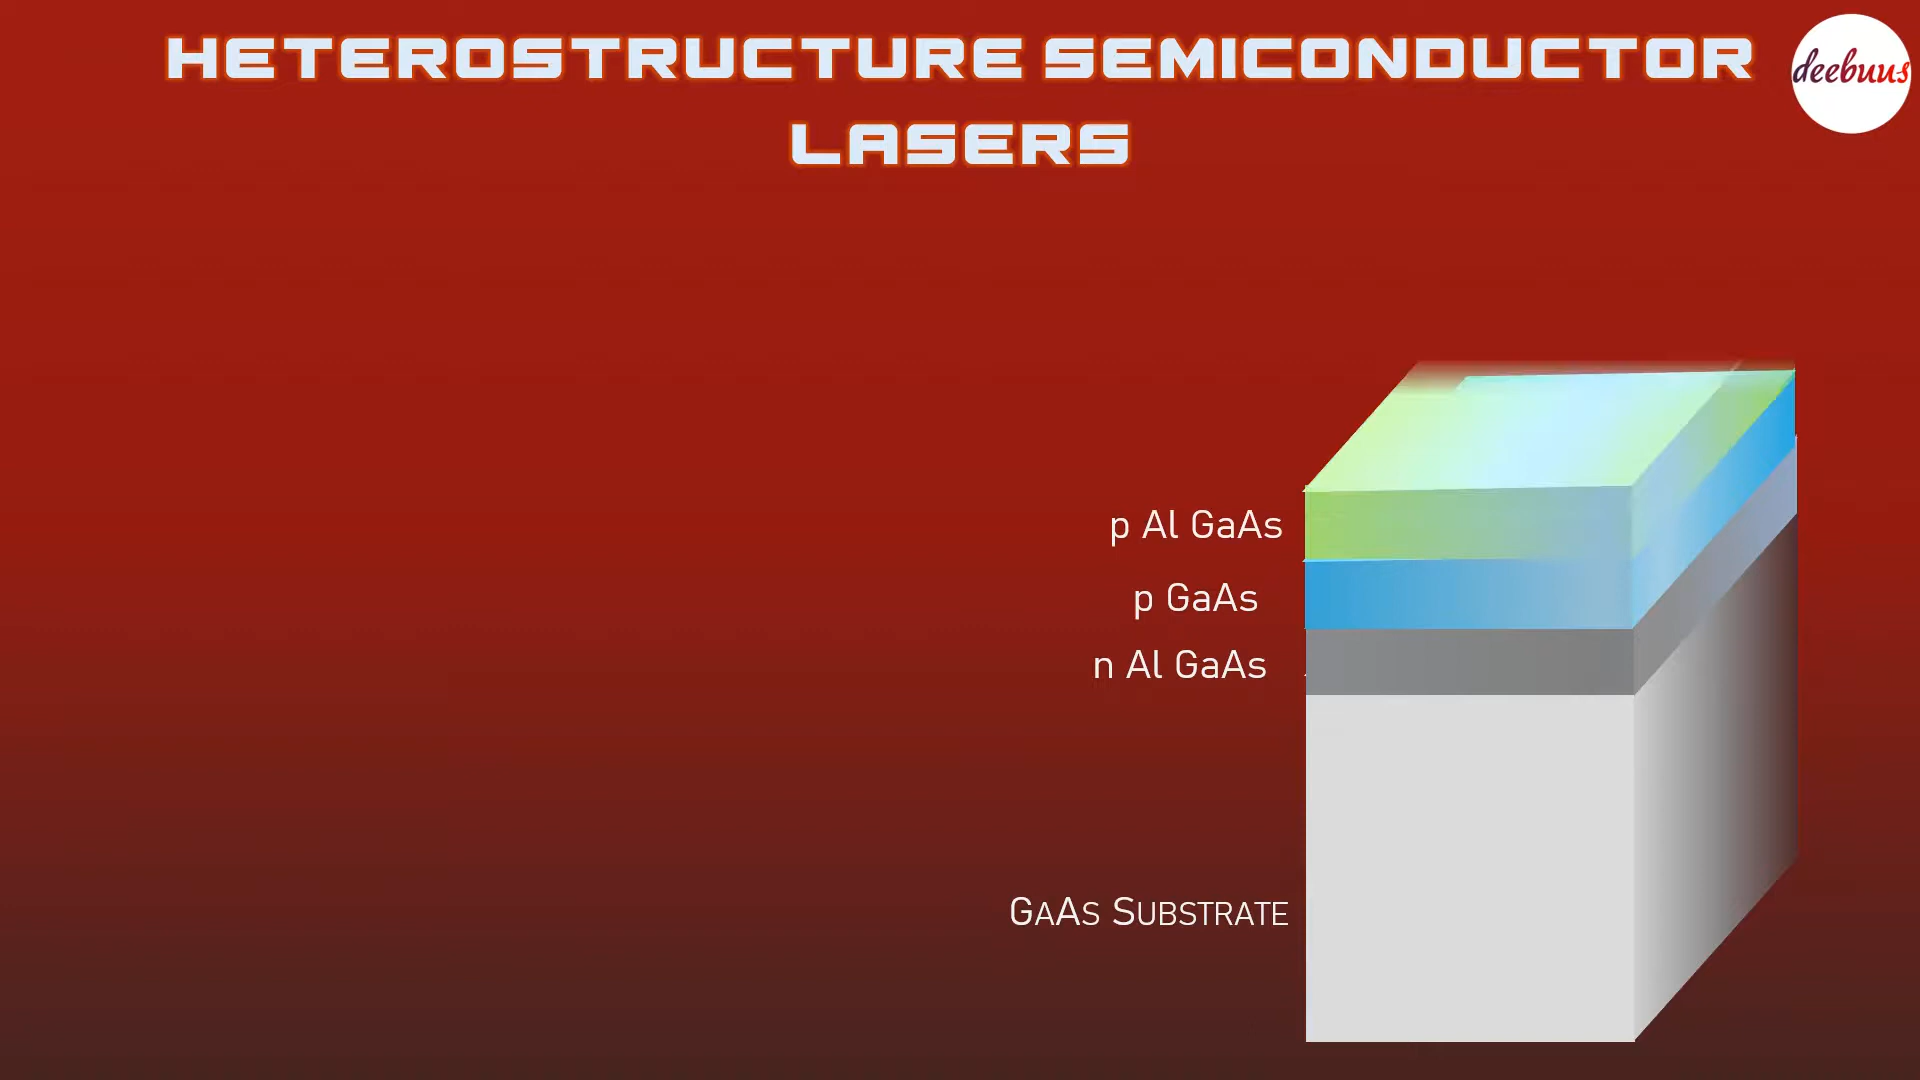 HETEROSTRUCTURE SEMICONDUCTOR
LASERS
deebuus
p Al GaAs
p GaAs
n Al GaAs
GAAS SUBSTRATE